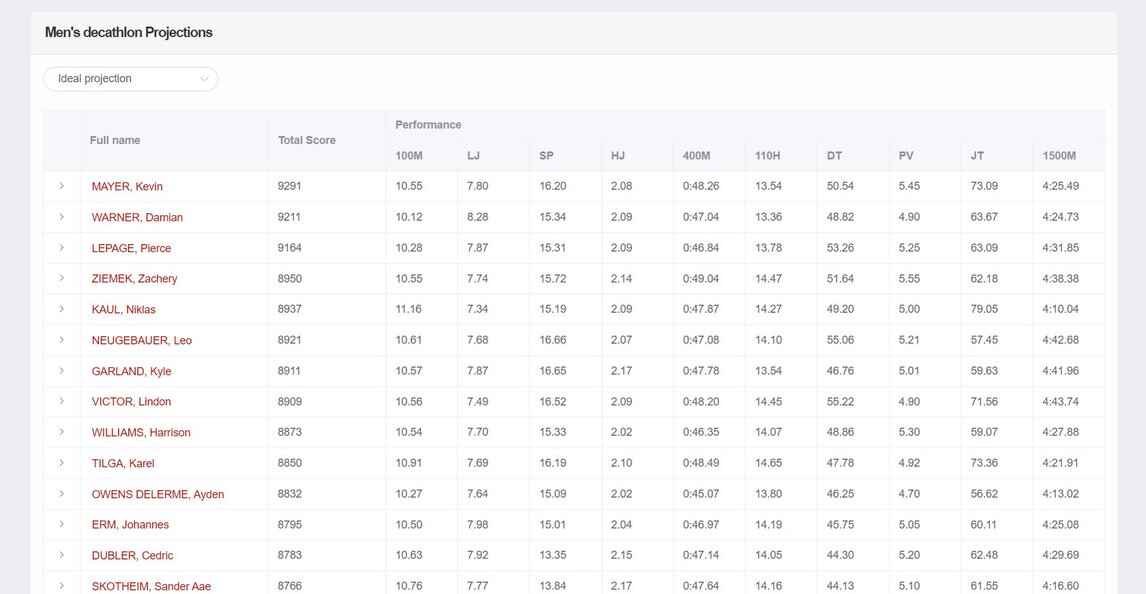 Men's decathlon Projections
Ideal projection
Full name Total Score Performance
100M LJ SP HJ 400M 110H DT PV JT 1500M
MAYER, Kevin 9291 10.55 7.80 16.20 2.08 0:48.26 13.54 50.54 5.45 73.09 4:25.49
WARNER, Damian 9211 10.12 8.28 15.34 2.09 0:47.04 13.36 48.82 4.90 63.67 4:24.73
LEPAGE, Pierce 9164 10.28 7.87 15.31 2.09 0:46.84 13.78 53.26 5.25 63.09 4:31.85
ZIEMEK, Zachery 8950 10.55 7.74 15.72 2.14 0:49.04 14.47 51.64 5.55 62.18 4:38.38
KAUL, Niklas 8937 11.16 7.34 15.19 2.09 0:47.87 14.27 49.20 5.00 79.05 4:10.04
NEUGEBAUER, Leo 8921 10.61 7.68 16.66 2.07 0:47.08 14.10 55.06 5.21 57.45 4:42.68
GARLAND, Kyle 8911 10.57 7.87 16.65 2.17 0:47.78 13.54 46.76 5.01 59.63 4:41.96
VICTOR, Lindon 8909 10.56 7.49 16.52 2.09 0:48.20 14.45 55.22 4.90 71.56 4:43.74
WILLIAMS, Harrison 8873 10.54 7.70 15.33 2.02 0:46.35 14.07 48.86 5.30 59.07 4:27.88
TILGA, Karel 8850 10.91 7.69 16.19 2.10 0:48.49 14.65 47.78 4.92 73.36 4:21.91
OWENS DELERME, Ayden 8832 10.27 7.64 15.09 2.02 0:45.07 13.80 46.25 4.70 56.62 4:13.02
ERM, Johannes 8795 10.50 7.98 15.01 2.04 0:46.97 14.19 45.75 5.05 60.11 4:25.08
DUBLER, Cedric 8783 10.63 7.92 13.35 2.15 0:47.14 14.05 44.30 5.20 62.48 4:29.69
SKOTHEIM, Sander Aae 8766 10.76 7.77 13.84 2.17 0:47.64 14.16 44.13 5.10 61.55 4:16.60